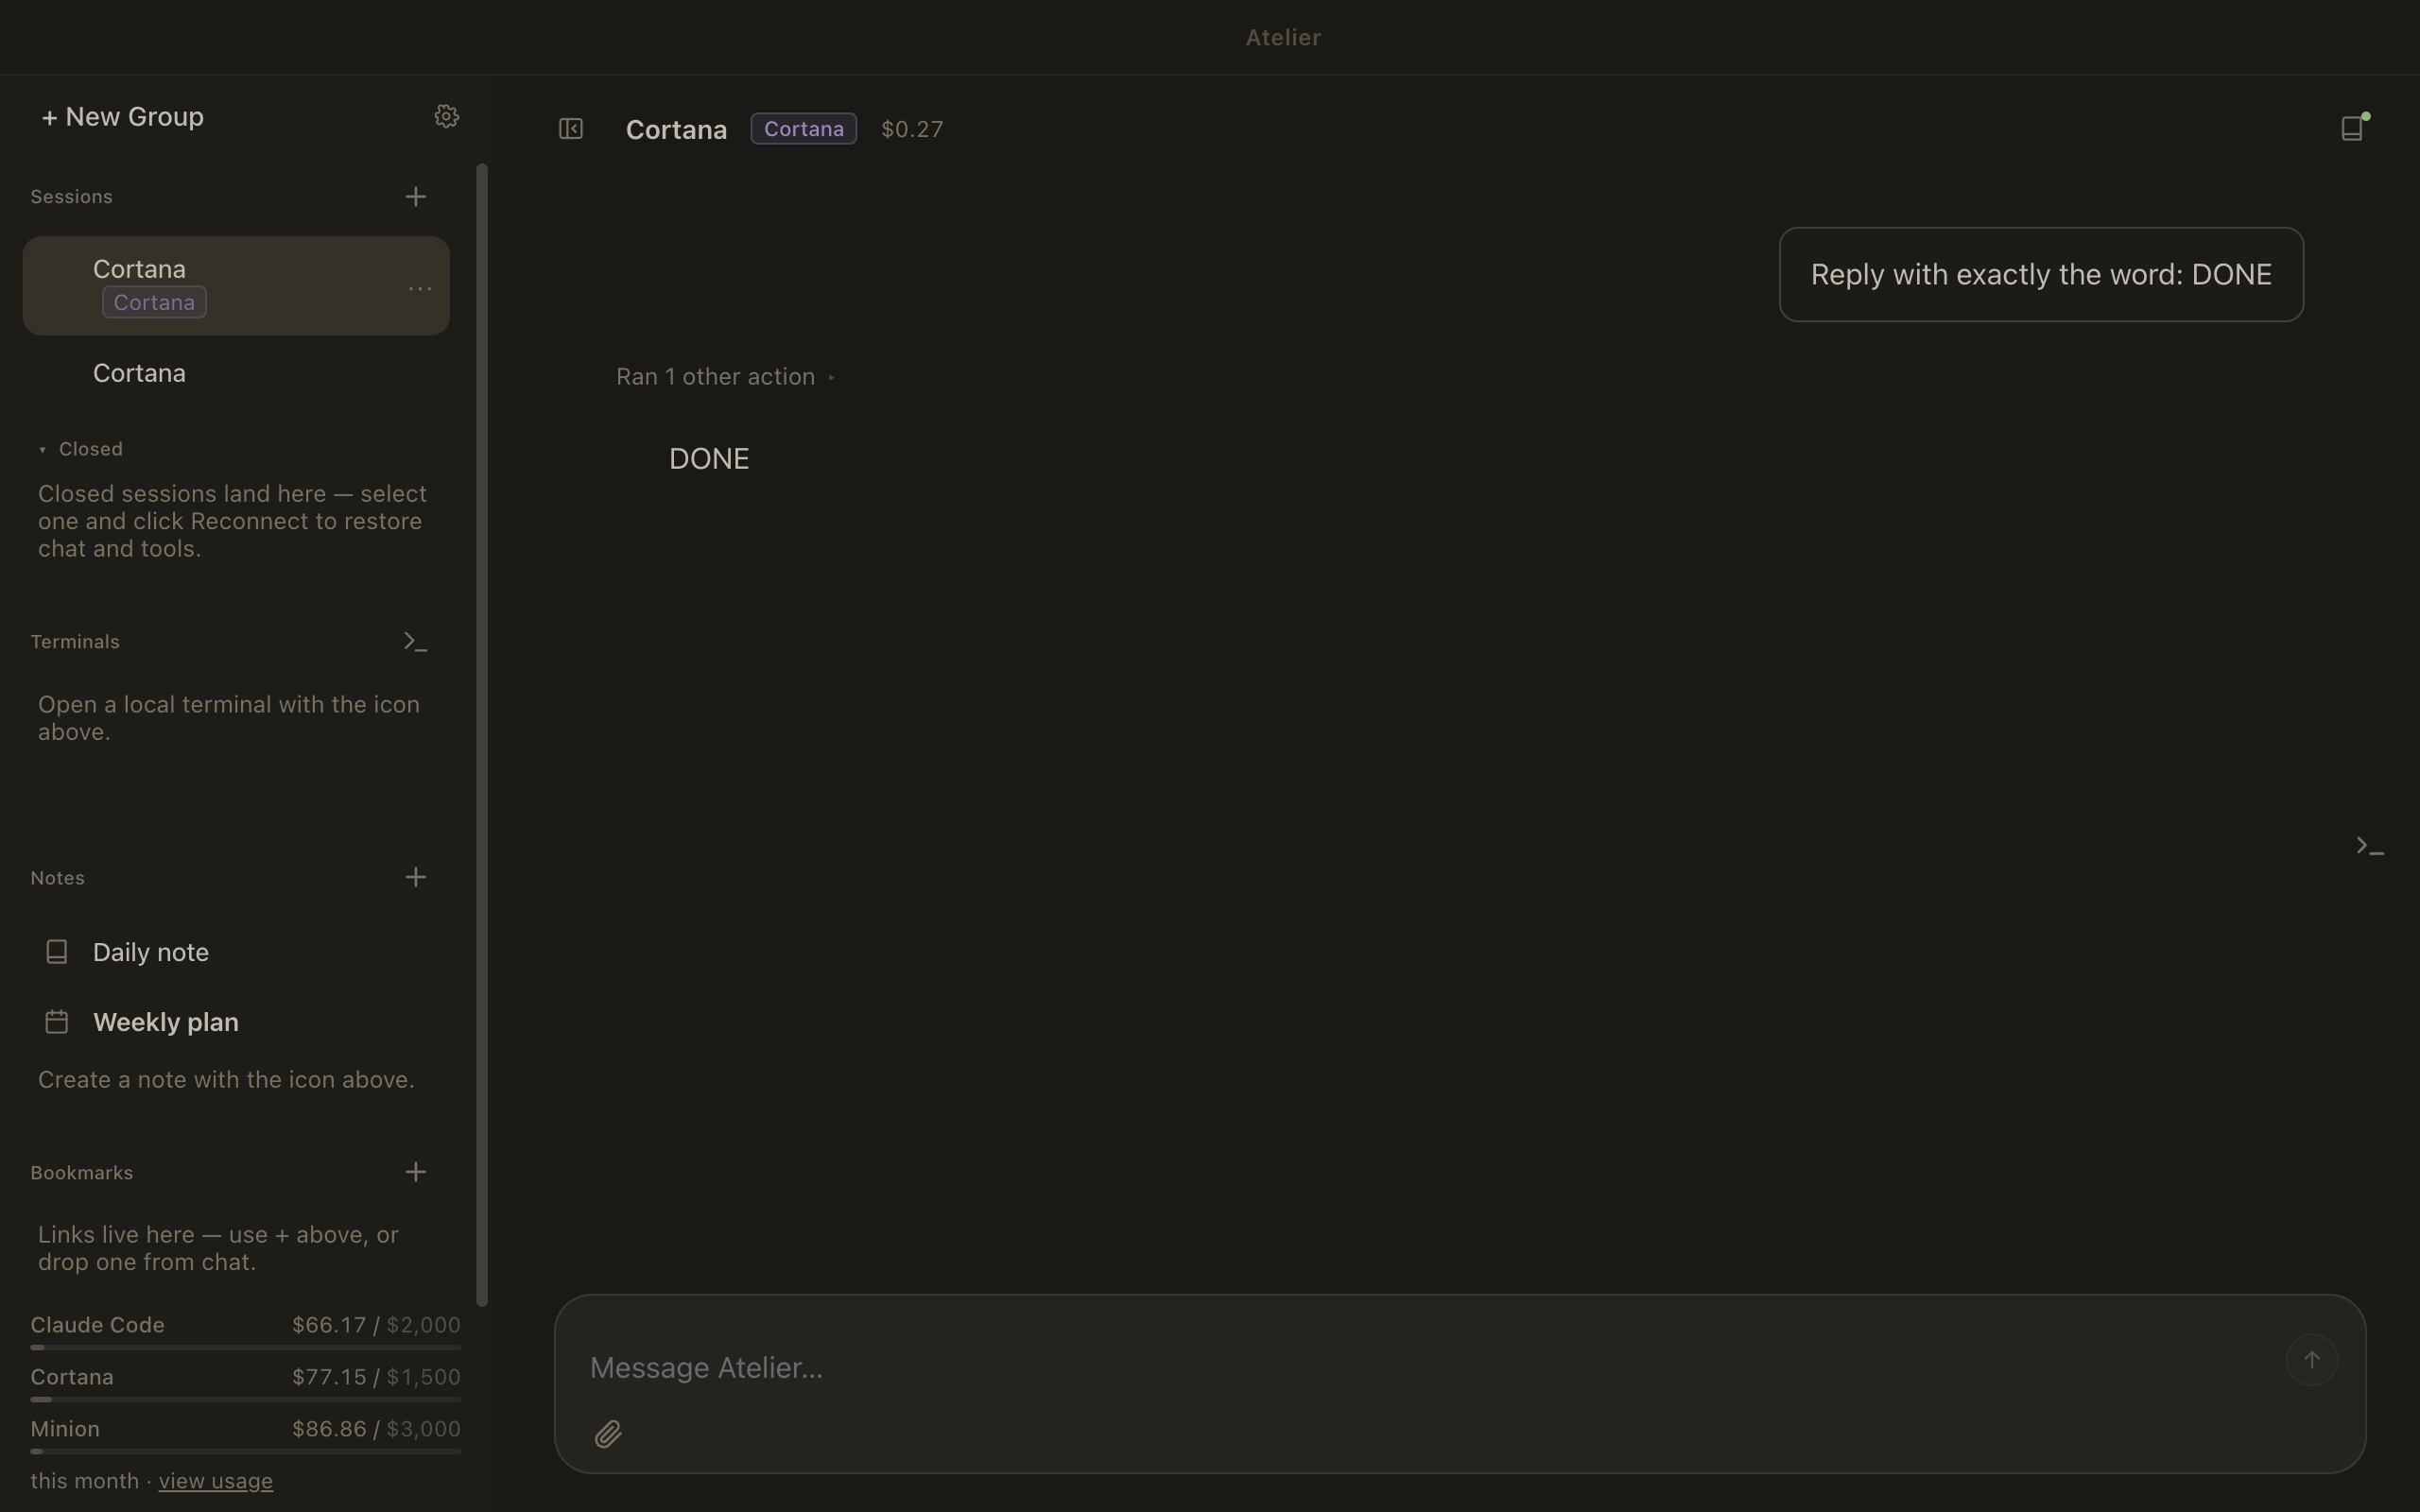 Atelier
+ New Group
Sessions
Cortana
Cortana
Cortana
Closed
Closed sessions land here — select
one and click Reconnect to restore
chat and tools.
Terminals
Open a local terminal with the icon
above.
Notes
Daily note
Weekly plan
Create a note with the icon above.
Bookmarks
Links live here — use + above, or
drop one from chat.
Claude Code $66.17 / $2,000
Cortana $77.15 / $1,500
Minion $86.86 / $3,000
this month · view usage
Cortana Cortana $0.27
Reply with exactly the word: DONE
Ran 1 other action
DONE
Message Atelier...